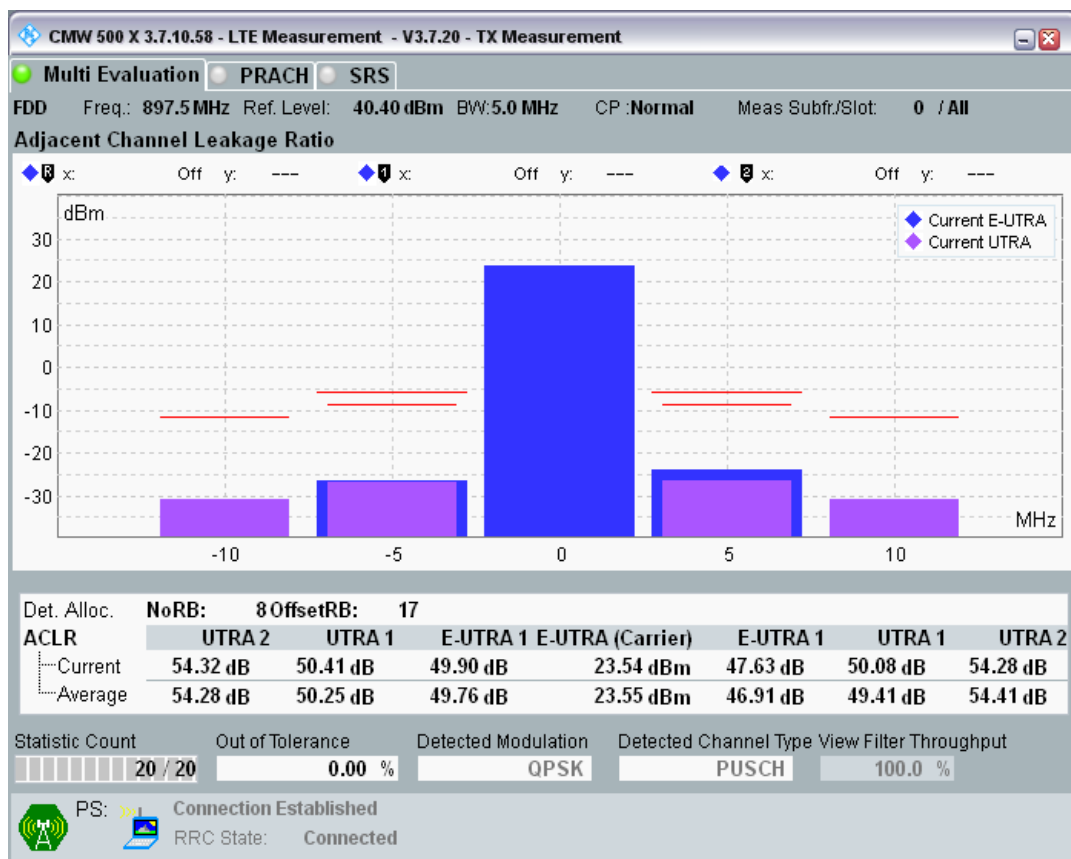 CMW 500 X 3.7.10.58 - LTE Measurement - V3.7.20 - TX Measurement
Multi Evaluation PRACH SRS
FDD Freq.: 897.5 MHz Ref. Level: 40.40 dBm BW:5.0 MHz CP :Normal Meas Subfr./Slot: 0 / All
Adjacent Channel Leakage Ratio
R x: Off y: --- 1 x: Off y: --- 2 x: Off y: ---
dBm
Current E-UTRA
Current UTRA
30
20
10
0
-10
-20
-30
MHz
-10 -5 0 5 10
Det. Alloc. NoRB: 8 OffsetRB: 17
ACLR UTRA 2 UTRA 1 E-UTRA 1 E-UTRA (Carrier) E-UTRA 1 UTRA 1 UTRA 2
Current 54.32 dB 50.41 dB 49.90 dB 23.54 dBm 47.63 dB 50.08 dB 54.28 dB
Average 54.28 dB 50.25 dB 49.76 dB 23.55 dBm 46.91 dB 49.41 dB 54.41 dB
Statistic Count Out of Tolerance Detected Modulation Detected Channel Type View Filter Throughput
20 / 20 0.00 % QPSK PUSCH 100.0 %
PS: Connection Established
RRC State: Connected